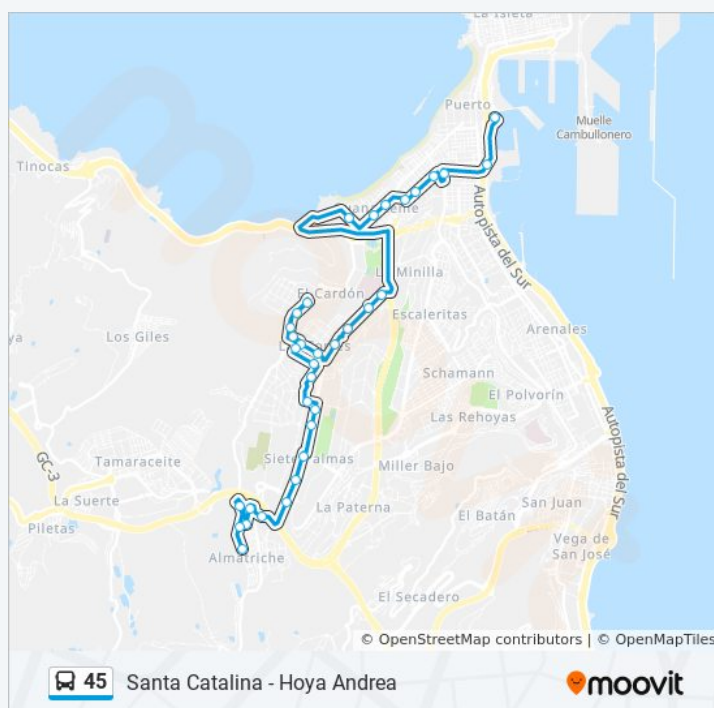 La Isleta
Puerto
Muelle
Cambullonero
Tinocas
Autopista del Sur
La Minilla
El Cardón
Escaleritas
Los Giles
Arenales
Schamann
El Polvorín
Las Rehoyas
Autopista del Sur
GC-3
Tamaraceite
Siete Palmas
Miller Bajo
La Suerte
La Paterna
San Juan
El Batán
Piletas
Vega de
San José
Almatriche
El Secadero
© OpenStreetMap contributors | © OpenMapTiles
45 Santa Catalina - Hoya Andrea
moovit